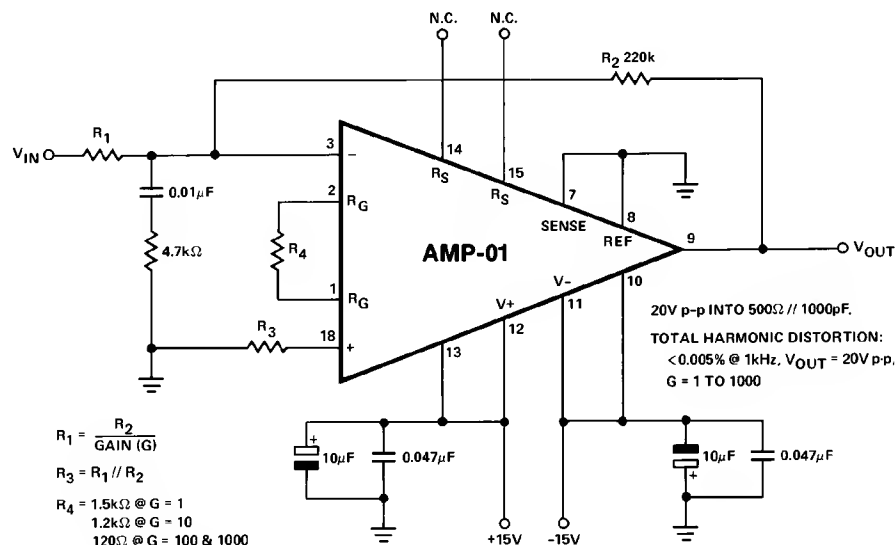 N.C. N.C.
R2 220k
VIN R1
3 − 14
RS 15
RS 7
SENSE 8
REF 9
VOUT
0.01µF
2 RG
4.7kΩ
R4
AMP-01
1 RG
R3 18 +
V− 10
11
V+
12
13
20V p-p INTO 500Ω // 1000pF.
TOTAL HARMONIC DISTORTION:
<0.005% @ 1kHz, VOUT = 20V p-p,
G = 1 TO 1000
+ 10µF 0.047µF
10µF + 0.047µF
+15V −15V
R1 = R2
GAIN (G)
R3 = R1 // R2
R4 = 1.5kΩ @ G = 1
1.2kΩ @ G = 10
120Ω @ G = 100 & 1000